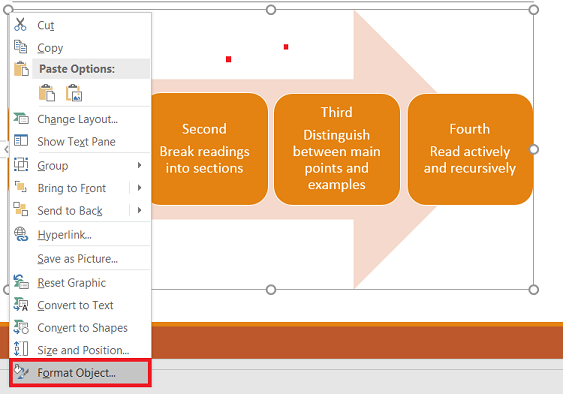 Cut
Copy
Paste Options:
Change Layout...
Show Text Pane
Group
Bring to Front
Send to Back
Hyperlink...
Save as Picture...
Reset Graphic
Convert to Text
Convert to Shapes
Size and Position...
Format Object...
Second
Break readings
into sections
Third
Distinguish
between main
points and
examples
Fourth
Read actively
and recursively